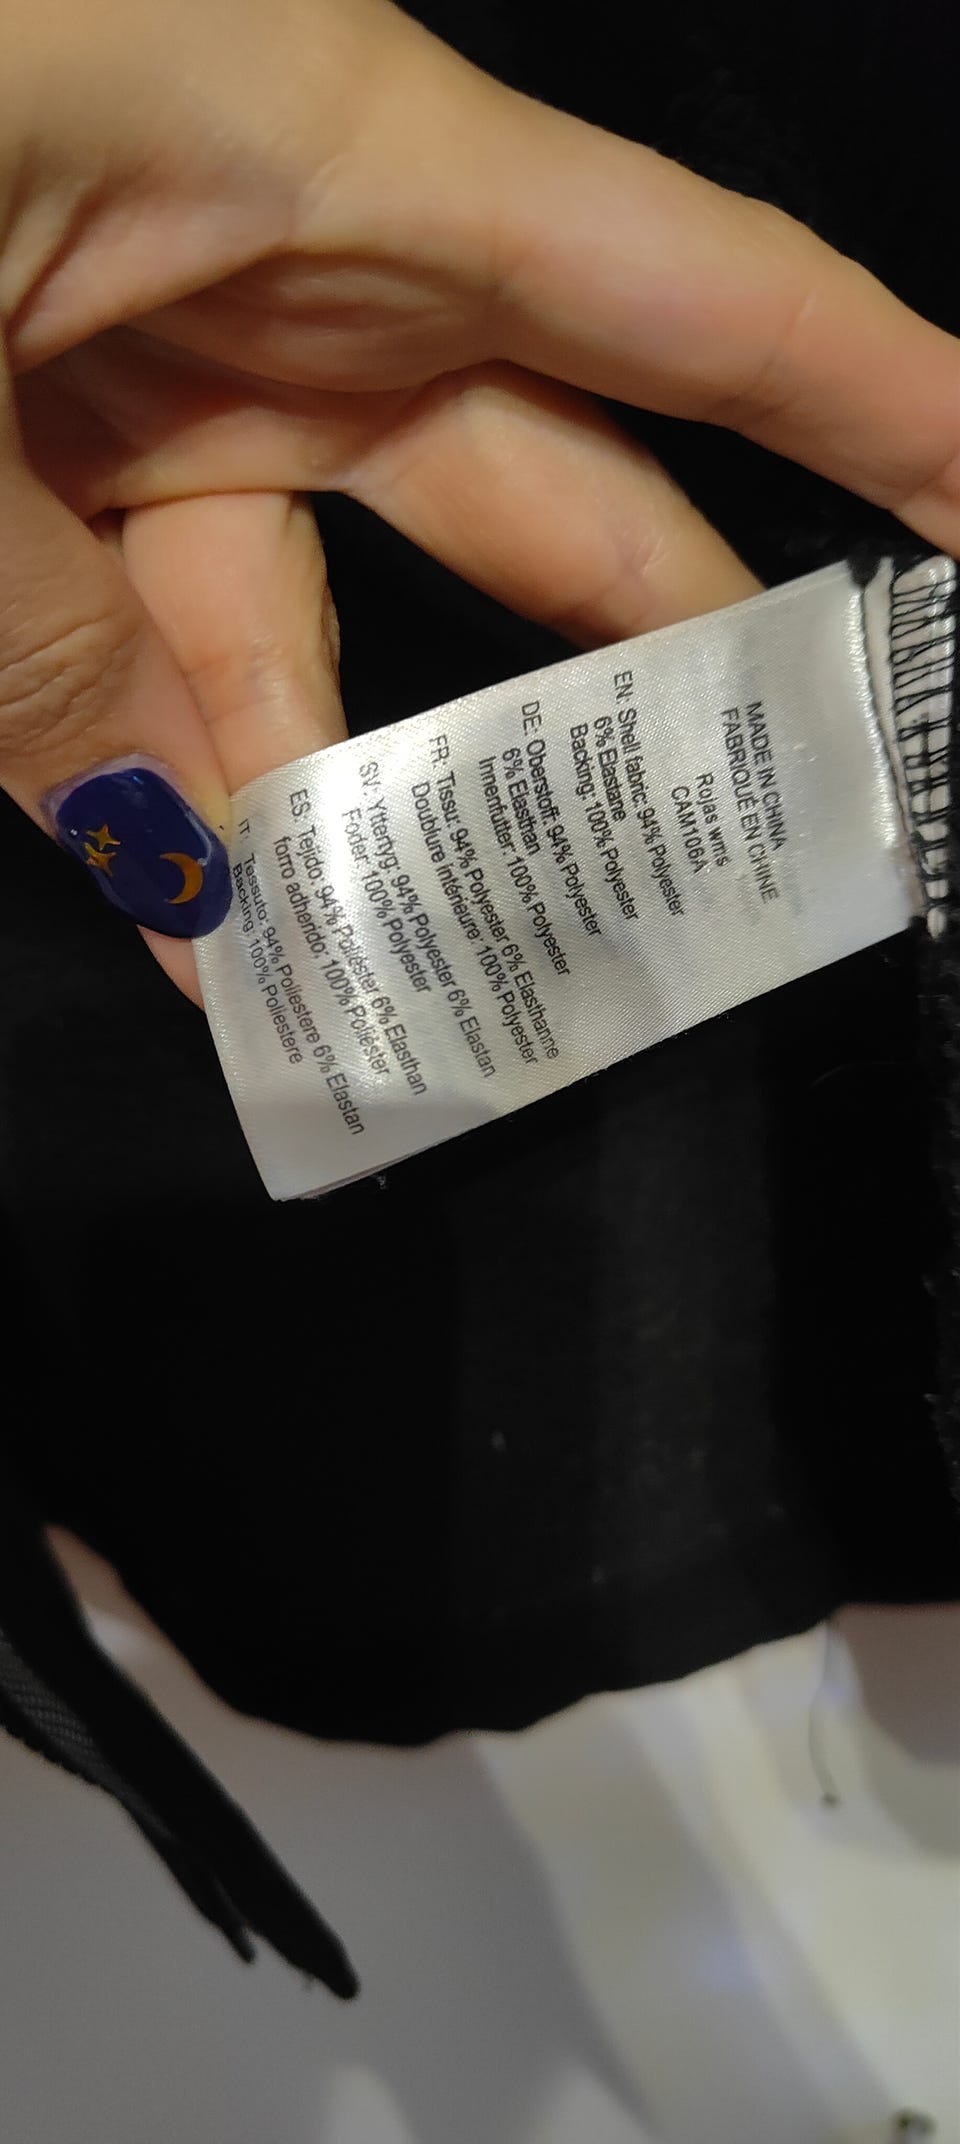 MADE IN CHINA
FABRIQUÉ EN CHINE
Rojas wm's
CAM106A
EN: Shell fabric: 94% Polyester
6% Elastane
Backing: 100% Polyester
DE: Oberstoff: 94% Polyester
6% Elasthan
Innenfutter: 100% Polyester
FR: Tissu: 94% Polyester 6% Elasthanne
Doublure intérieure: 100% Polyester
SV: Yttertyg: 94% Polyester 6% Elastan
Foder: 100% Polyester
ES: Tejido: 94% Poliéster 6% Elasthan
forro adherido: 100% Poliéster
IT: Tessuto: 94% Poliestere 6% Elastan
Backing: 100% Poliestere